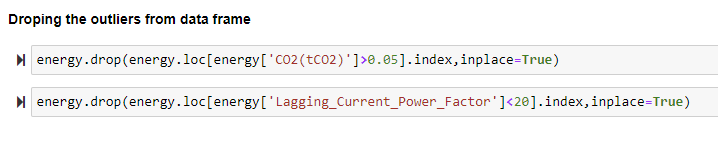 Droping the outliers from data frame
energy.drop(energy.loc[energy['CO2(tCO2)']>0.05].index,inplace=True)
energy.drop(energy.loc[energy['Lagging_Current_Power_Factor']<20].index,inplace=True)